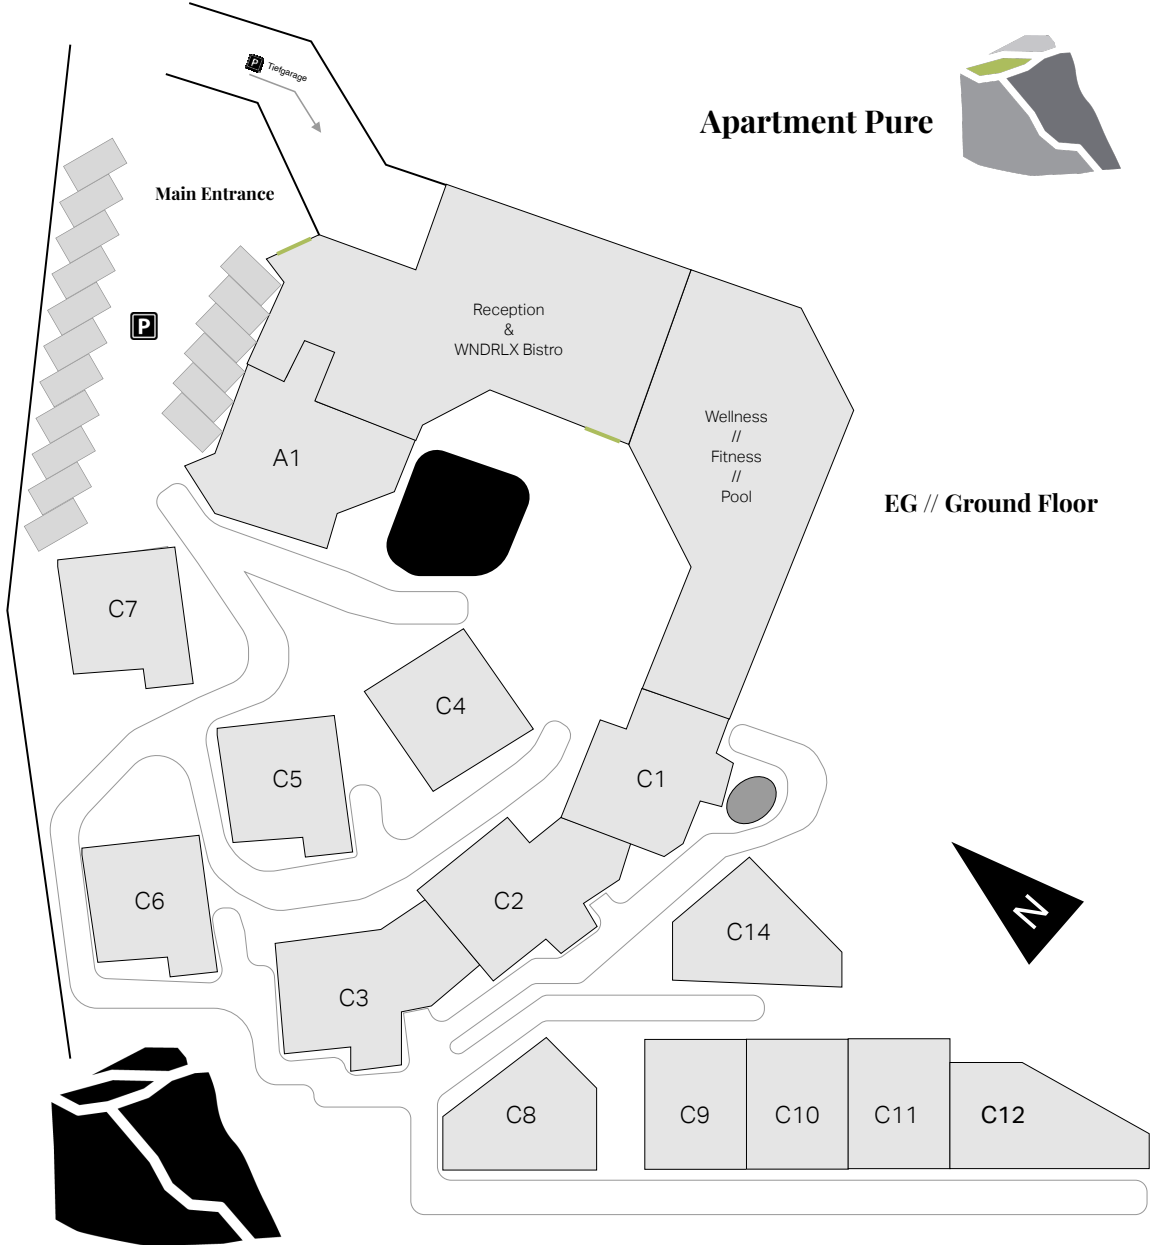 P Tiefgarage
Apartment Pure
Main Entrance
P
Reception
&
WNDRLX Bistro
Wellness
//
Fitness
//
Pool
A1
EG // Ground Floor
C7
C4
C5
C1
C6
C2
C14
N
C3
C8
C9
C10
C11
C12